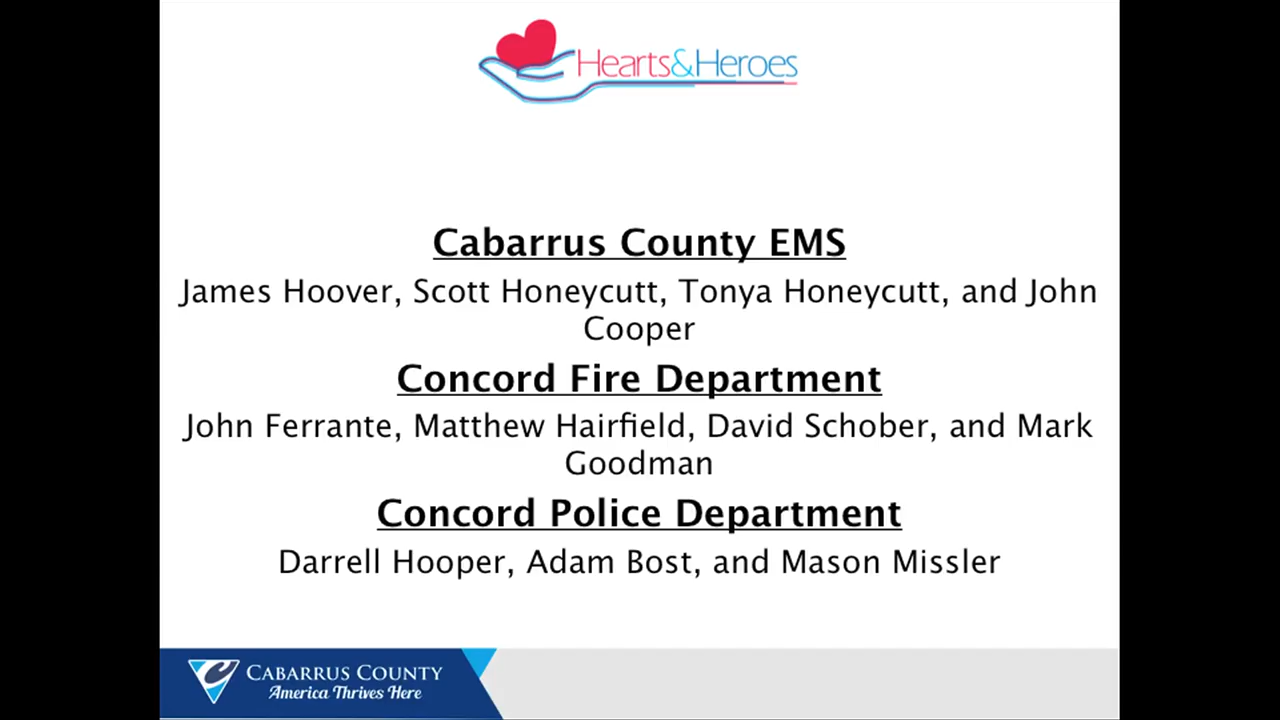 Hearts&Heroes
Cabarrus County EMS
James Hoover, Scott Honeycutt, Tonya Honeycutt, and John
Cooper
Concord Fire Department
John Ferrante, Matthew Hairfield, David Schober, and Mark
Goodman
Concord Police Department
Darrell Hooper, Adam Bost, and Mason Missler
CABARRUS COUNTY
America Thrives Here